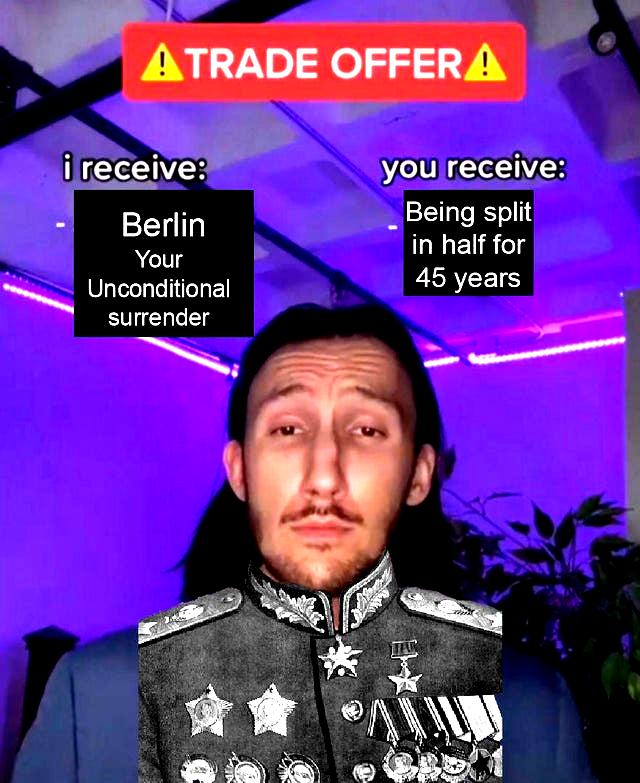 ⚠TRADE OFFER⚠
i receive:
you receive:
Berlin
Your
Unconditional
surrender
Being split
in half for
45 years